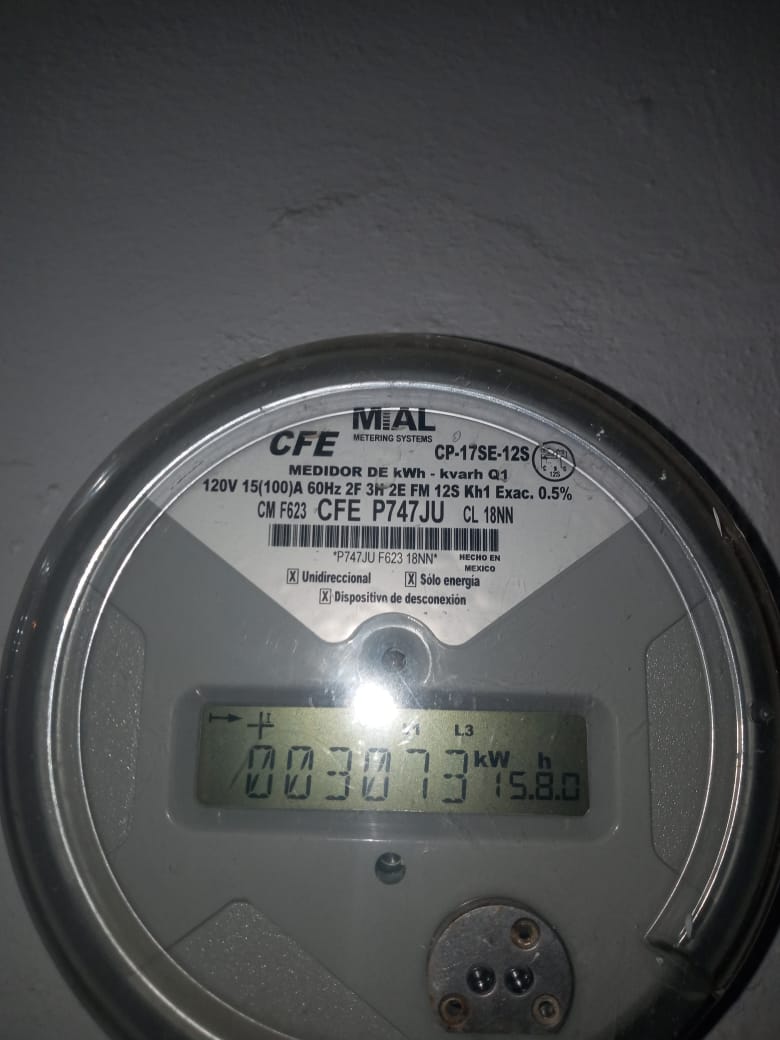 MIAL
METERING SYSTEMS
CFE
CP-17SE-12S
12S
MEDIDOR DE kWh - kvarh Q1
120V 15(100)A 60Hz 2F 3H 2E FM 12S Kh1 Exac. 0.5%
CM F623 CFE P747JU CL 18NN
*P747JU F623 18NN*
HECHO EN
MEXICO
X Unidireccional X Sólo energía
X Dispositivo de desconexión
L1 L3
003073 kW h 15.8.0